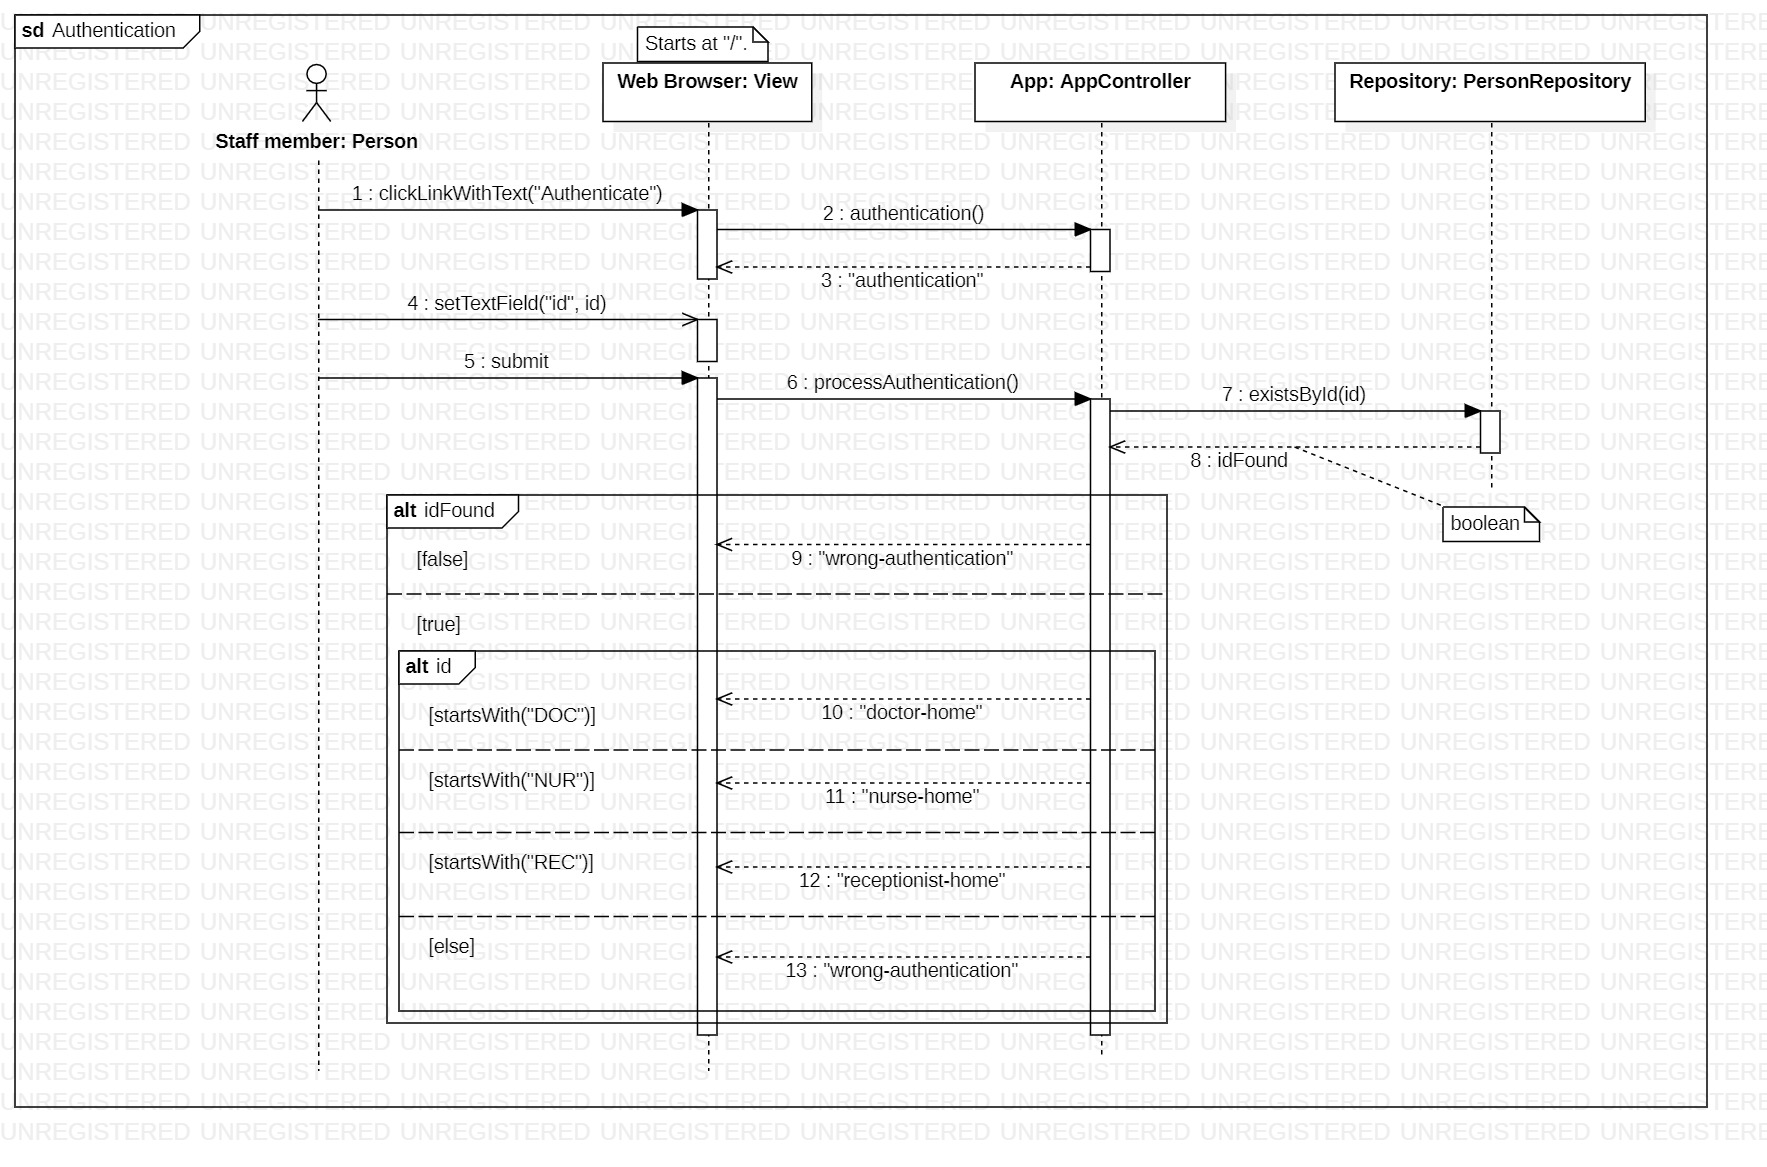 sd Authentication
Starts at "/".
Web Browser: View
App: AppController
Repository: PersonRepository
Staff member: Person
1 : clickLinkWithText("Authenticate")
2 : authentication()
3 : "authentication"
4 : setTextField("id", id)
5 : submit
6 : processAuthentication()
7 : existsById(id)
8 : idFound
boolean
alt idFound
[false]
9 : "wrong-authentication"
[true]
alt id
[startsWith("DOC")]
10 : "doctor-home"
[startsWith("NUR")]
11 : "nurse-home"
[startsWith("REC")]
12 : "receptionist-home"
[else]
13 : "wrong-authentication"
UNREGISTERED UNREGISTERED UNREGISTERED UNREGISTERED UNREGISTERED UNREGISTERED UNREGISTERED UNREGISTERED UNREGISTERE